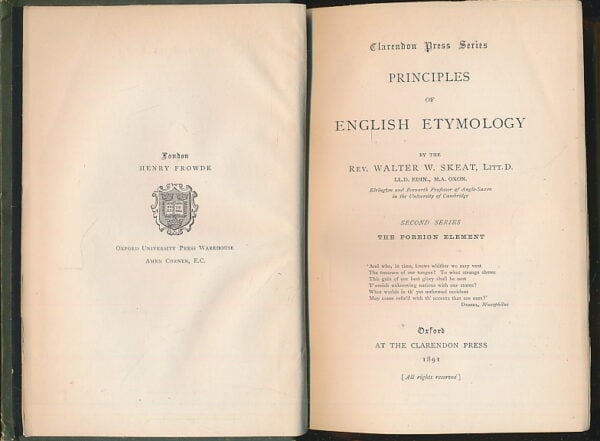 London
HENRY FROWDE
OXFORD UNIVERSITY PRESS WAREHOUSE
AMEN CORNER, E.C.
Clarendon Press Series
PRINCIPLES
OF
ENGLISH ETYMOLOGY
BY THE
REV. WALTER W. SKEAT, LITT.D.
LL.D. EDIN., M.A. OXON.
Elrington and Bosworth Professor of Anglo-Saxon
in the University of Cambridge
SECOND SERIES
THE FOREIGN ELEMENT
'And who, in time, knows whither we may vent
The treasure of our tongue? To what strange shores
This gain of our best glory shall be sent
T' enrich unknowing nations with our stores?
What worlds in th' yet unformed occident
May come refin'd with th' accents that are ours?'
DANIEL, Musophilus
Oxford
AT THE CLARENDON PRESS
1891
[All rights reserved]